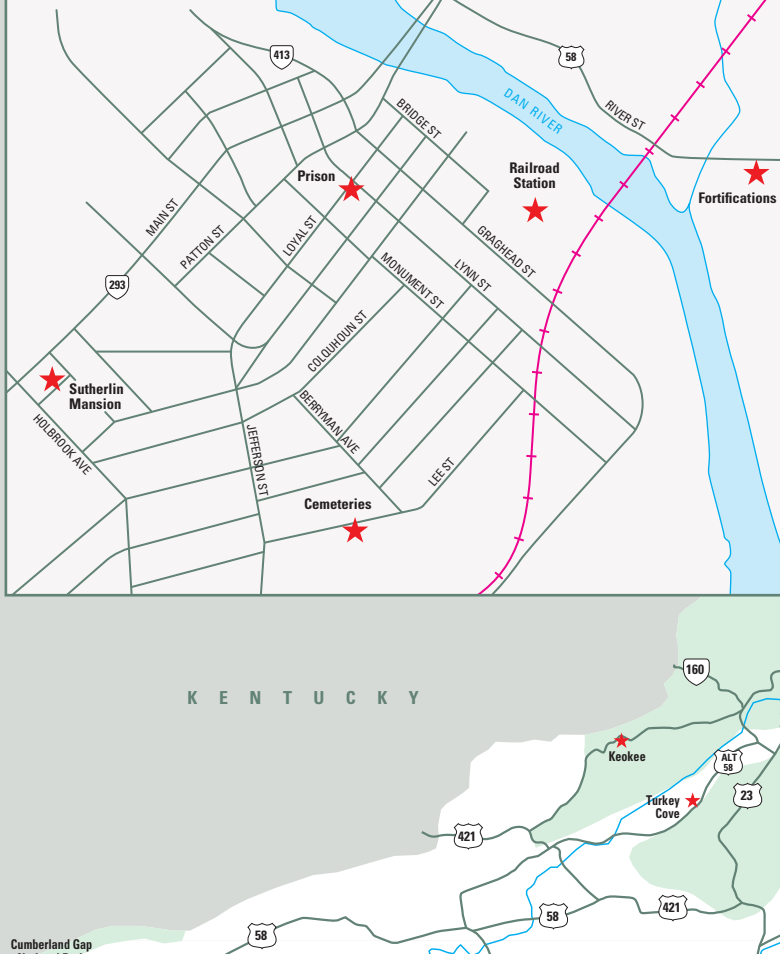 413
58
DAN RIVER
RIVER ST
BRIDGE ST
Railroad
Station
Prison
Fortifications
MAIN ST
PATTON ST
LOYAL ST
GRAGHEAD ST
LYNN ST
MONUMENT ST
293
COLQUHOUN ST
Sutherlin
Mansion
BERRYMAN AVE
HOLBROOK AVE
JEFFERSON ST
LEE ST
Cemeteries
KENTUCKY
160
Keokee
ALT
58
Turkey
Cove
23
421
421
58
58
Cumberland Gap